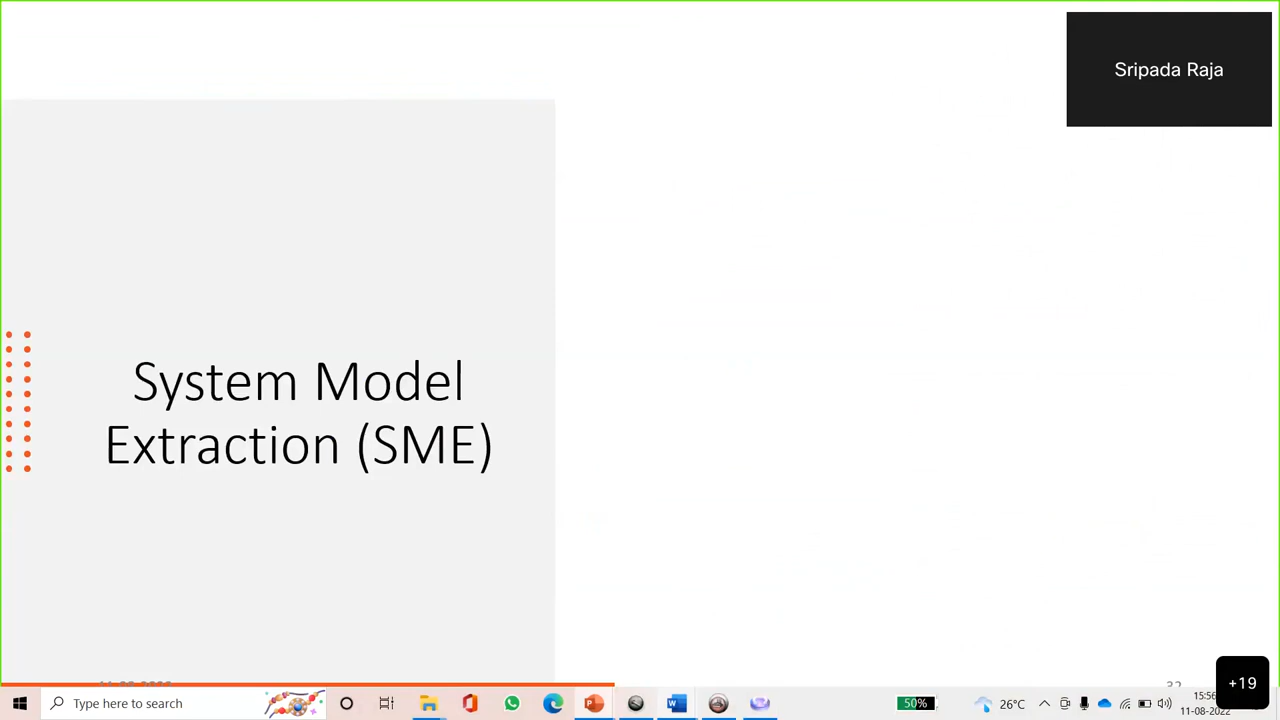 Sripada Raja
System Model
Extraction (SME)
Type here to search
50%
26°C
15:56
11-08-2022
+19